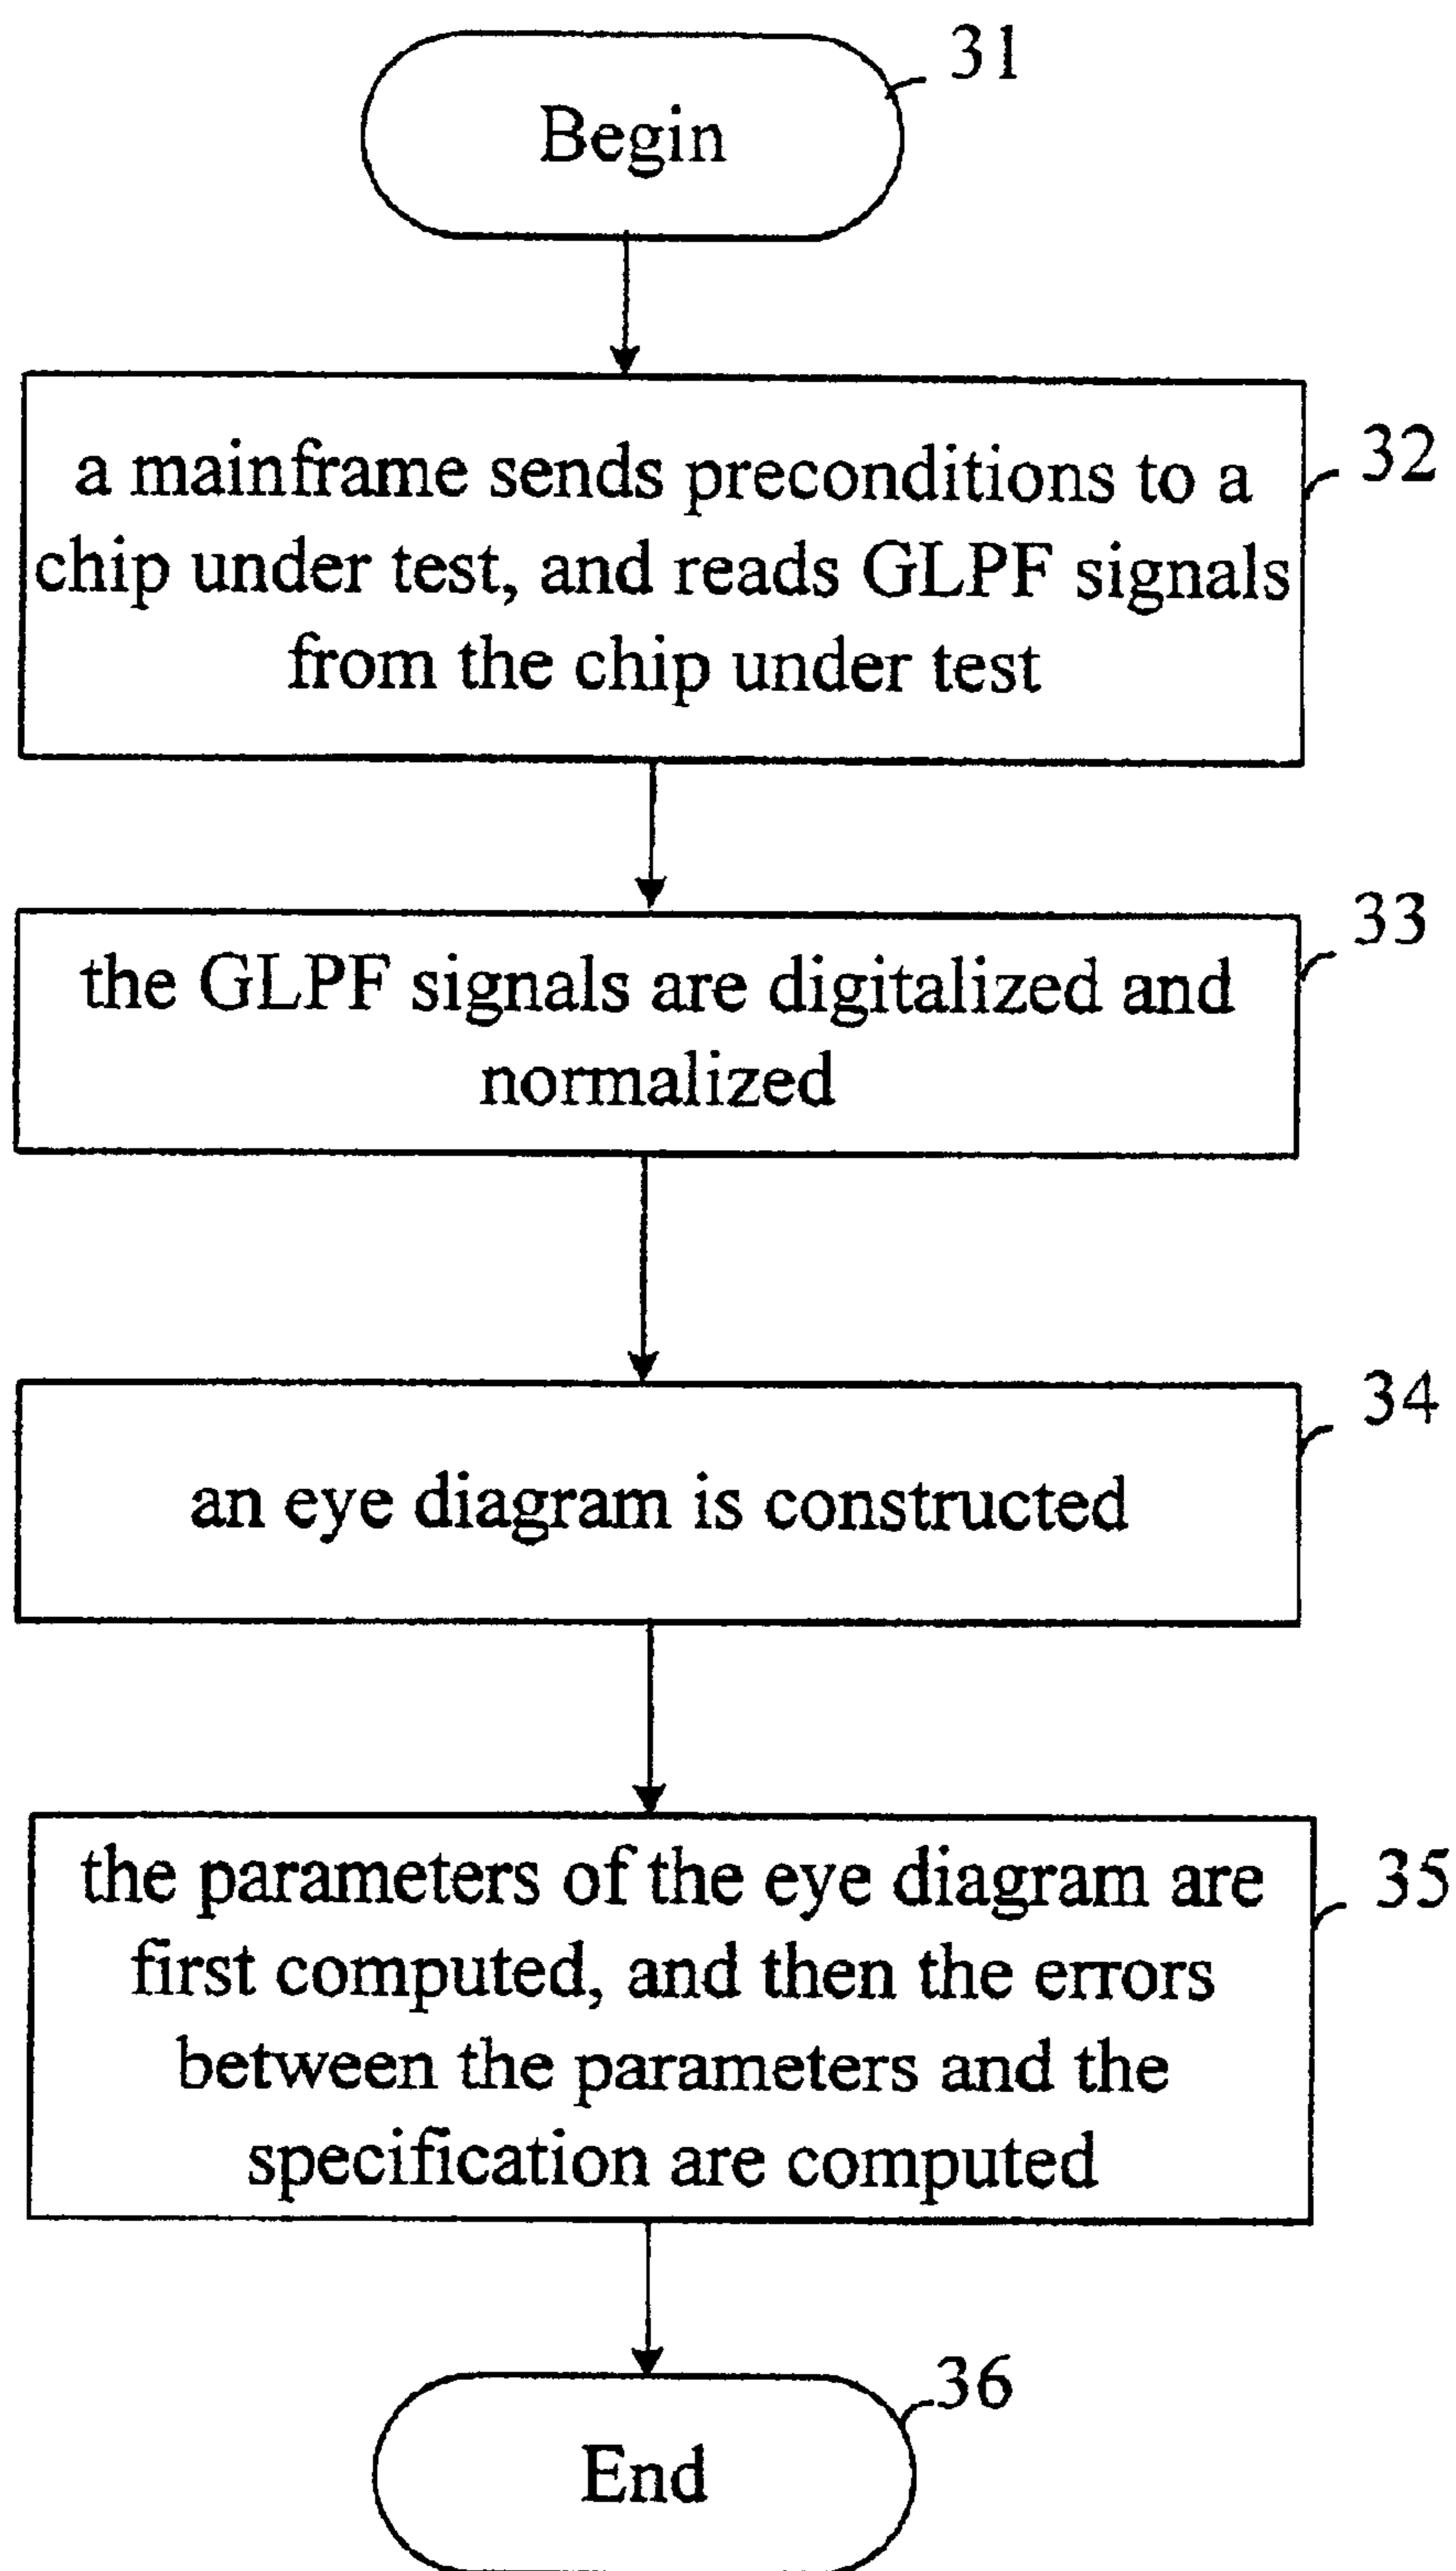 31
Begin
32
a mainframe sends preconditions to a
chip under test, and reads GLPF signals
from the chip under test
33
the GLPF signals are digitalized and
normalized
34
an eye diagram is constructed
35
the parameters of the eye diagram are
first computed, and then the errors
between the parameters and the
specification are computed
36
End